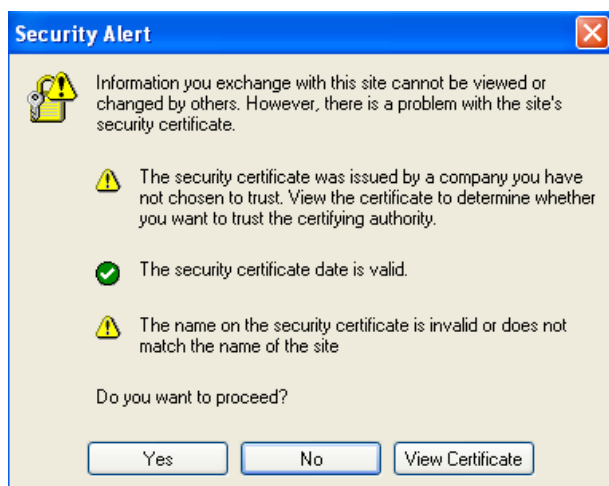 Security Alert
Information you exchange with this site cannot be viewed or
changed by others. However, there is a problem with the site's
security certificate.
The security certificate was issued by a company you have
not chosen to trust. View the certificate to determine whether
you want to trust the certifying authority.
The security certificate date is valid.
The name on the security certificate is invalid or does not
match the name of the site
Do you want to proceed?
Yes
No
View Certificate